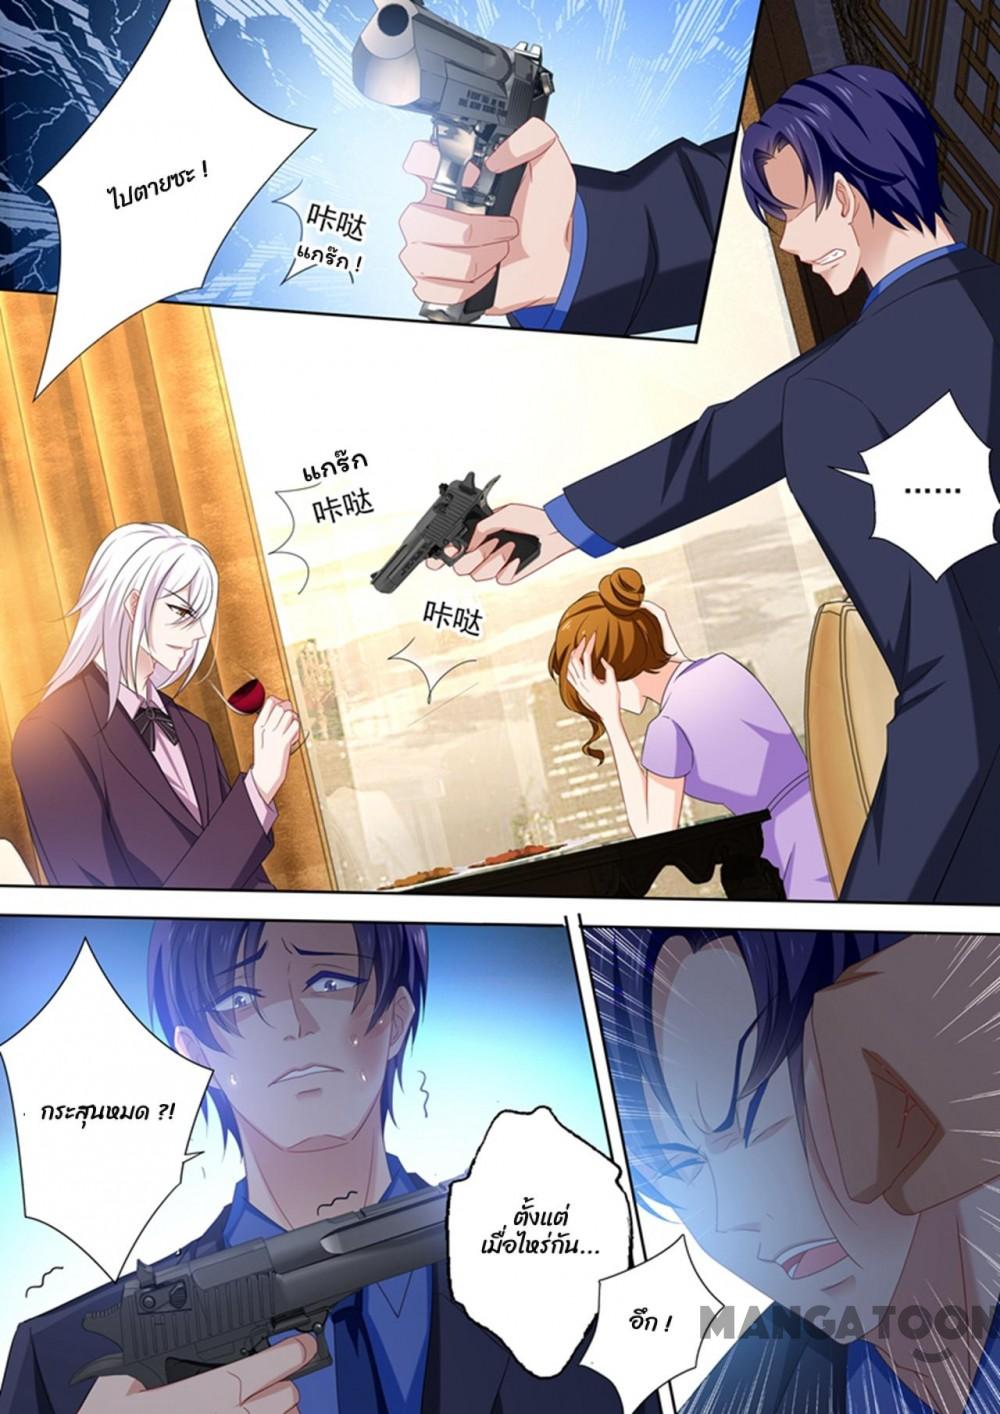 ไปตายซะ !
咔哒
แกร๊ก !
แกร๊ก
咔哒
......
咔哒
กระสุนหมด ?!
ตั้งแต่
เมื่อไหร่กัน...
อึก !
MANGATOON